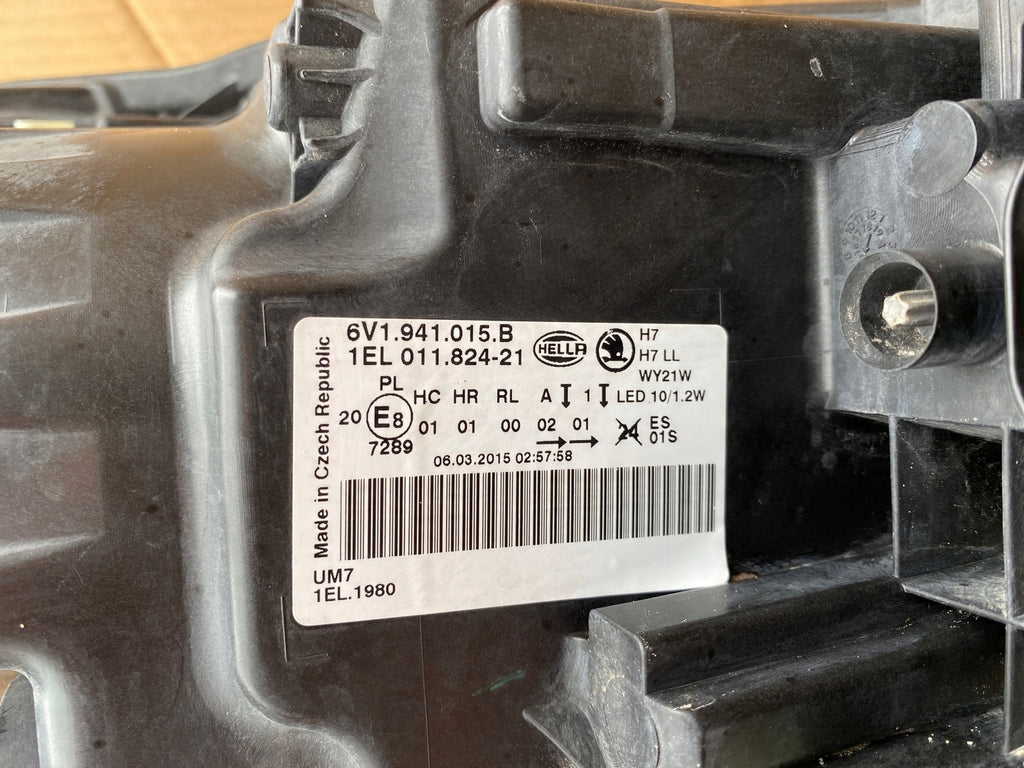 6V1.941.015.B
1EL 011.824-21
HELLA
H7
H7 LL
WY21W
LED 10/1.2W
PL HC HR RL A 1
20 E8 01 01 00 02 01 24 ES
7289 01S
06.03.2015 02:57:58
Made in Czech Republic
UM7
1EL.1980